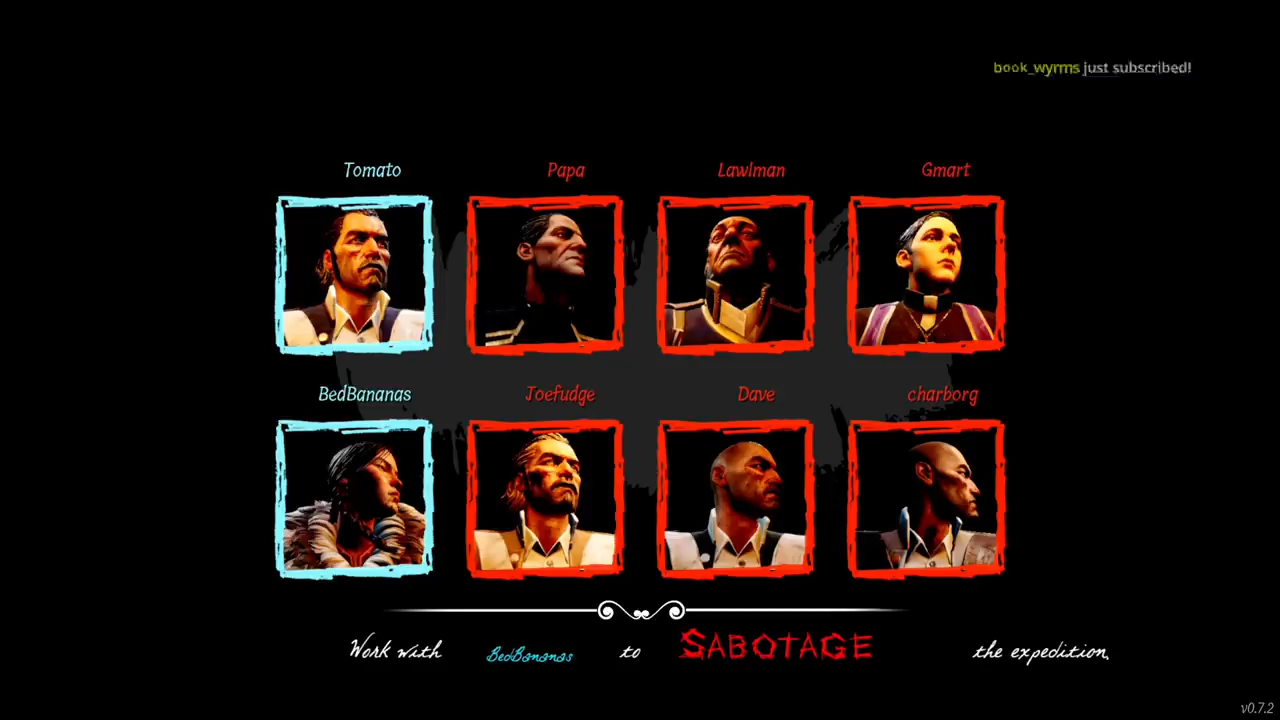 book_wyrms just subscribed!
Tomato Papa Lawlman Gmart
BedBananas Joefudge Dave charborg
Work with BedBananas to SABOTAGE the expedition.
v0.7.2